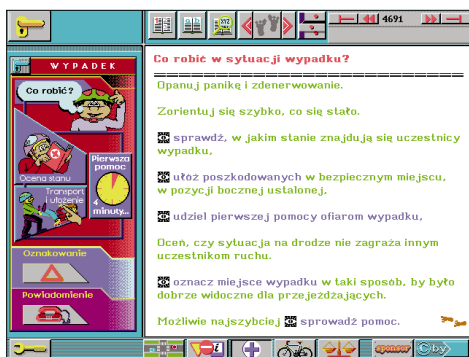 4691
WYPADEK
Co robić?
Pierwsza
pomoc
4
minuty...
Ocena stanu
Transport
i ułożenie
Oznakowanie
Powiadomienie
Co robić w sytuacji wypadku?
Opanuj panikę i zdenerwowanie.
Zorientuj się szybko, co się stało.
sprawdź, w jakim stanie znajdują się uczestnicy
wypadku,
ułóż poszkodowanych w bezpiecznym miejscu,
w pozycji bocznej ustalonej,
udziel pierwszej pomocy ofiarom wypadku,
Oceń, czy sytuacja na drodze nie zagraża innym
uczestnikom ruchu.
oznacz miejsce wypadku w taki sposób, by było
dobrze widoczne dla przejeżdżających.
Możliwie najszybciej sprowadź pomoc.
sponsor
©by